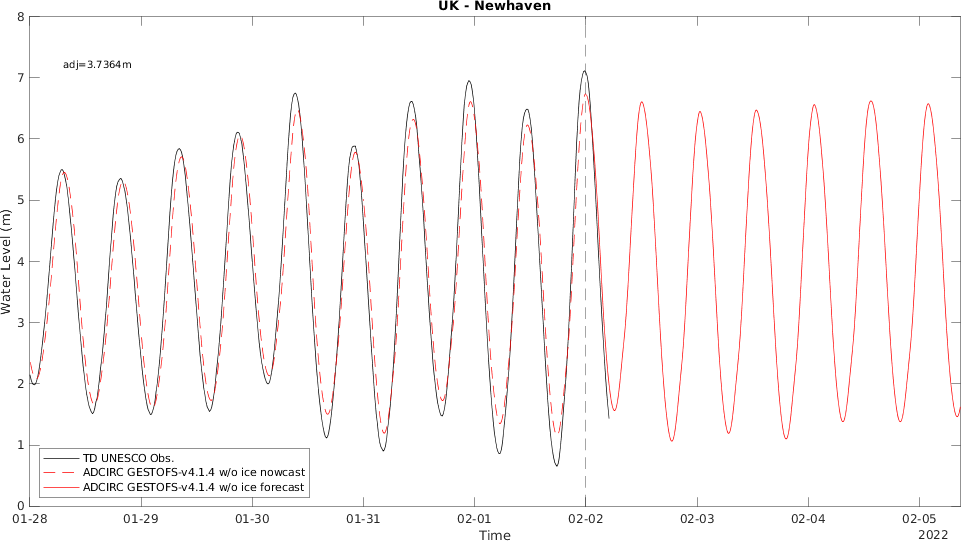 UK - Newhaven
adj=3.7364m
Water Level (m)
8
7
6
5
4
3
2
1
0
TD UNESCO Obs.
ADCIRC GESTOFS-v4.1.4 w/o ice nowcast
ADCIRC GESTOFS-v4.1.4 w/o ice forecast
01-28 01-29 01-30 01-31 02-01 02-02 02-03 02-04 02-05
Time
2022